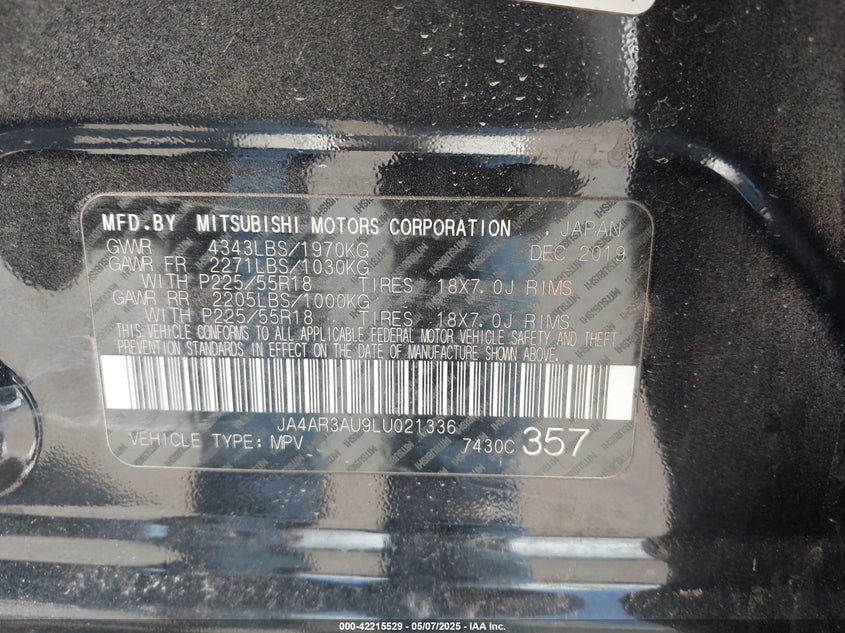 MFD.BY MITSUBISHI MOTORS CORPORATION . JAPAN
GVWR 4343LBS/1970KG DEC 2019
GAWR FR 2271LBS/1030KG
WITH P225/55R18 TIRES 18X7.0J RIMS
GAWR RR 2205LBS/1000KG
WITH P225/55R18 TIRES 18X7.0J RIMS
THIS VEHICLE CONFORMS TO ALL APPLICABLE FEDERAL MOTOR VEHICLE SAFETY AND THEFT
PREVENTION STANDARDS IN EFFECT ON THE DATE OF MANUFACTURE SHOWN ABOVE.
JA4AR3AU9LU021336
VEHICLE TYPE: MPV 7430C 357
000-42215529 - 05/07/2025 - IAA Inc.